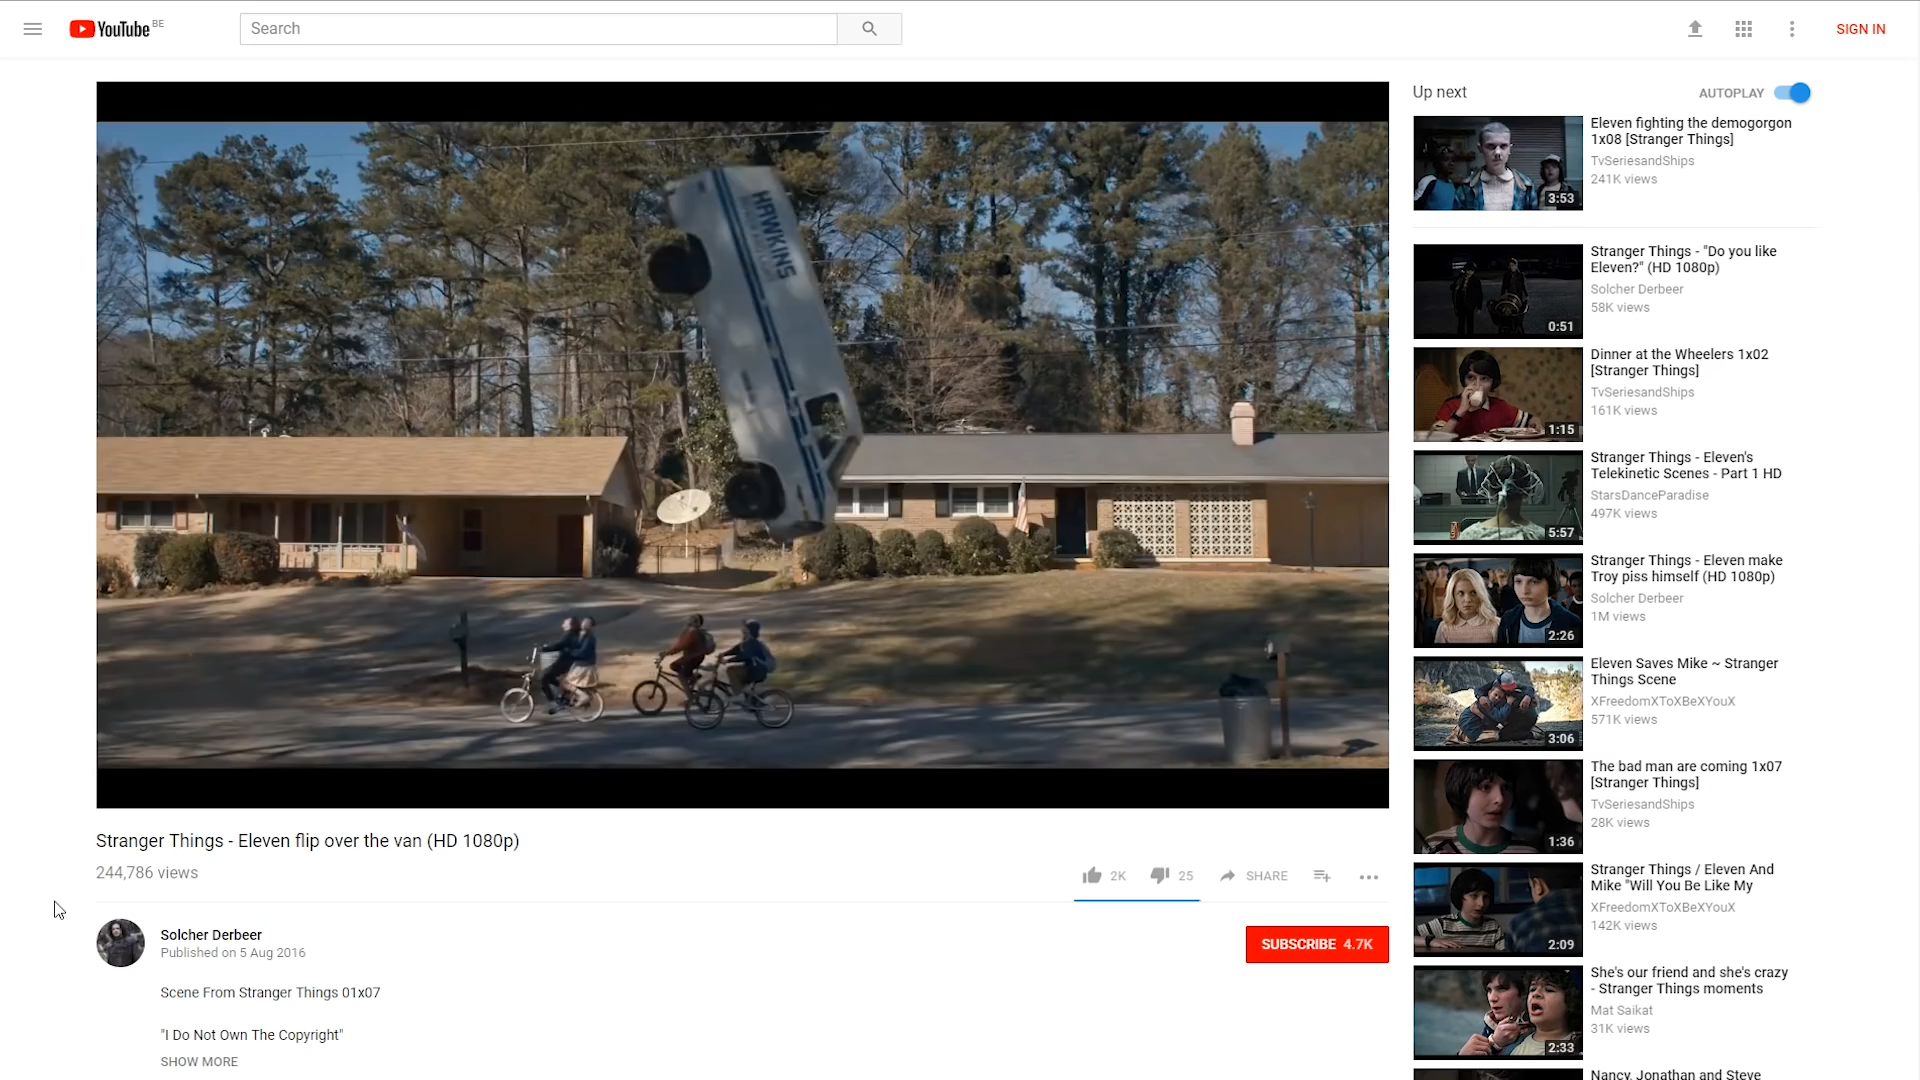 YouTube BE
Search
SIGN IN
HAWKINS
Stranger Things - Eleven flip over the van (HD 1080p)
244,786 views
2K
25
SHARE
Solcher Derbeer
Published on 5 Aug 2016
SUBSCRIBE 4.7K
Scene From Stranger Things 01x07
"I Do Not Own The Copyright"
SHOW MORE
Up next
AUTOPLAY
Eleven fighting the demogorgon
1x08 [Stranger Things]
TvSeriesandShips
241K views
3:53
Stranger Things - "Do you like
Eleven?" (HD 1080p)
Solcher Derbeer
58K views
0:51
Dinner at the Wheelers 1x02
[Stranger Things]
TvSeriesandShips
161K views
1:15
Stranger Things - Eleven's
Telekinetic Scenes - Part 1 HD
StarsDanceParadise
497K views
5:57
Stranger Things - Eleven make
Troy piss himself (HD 1080p)
Solcher Derbeer
1M views
2:26
Eleven Saves Mike ~ Stranger
Things Scene
XFreedomXToXBeXYouX
571K views
3:06
The bad man are coming 1x07
[Stranger Things]
TvSeriesandShips
28K views
1:36
Stranger Things / Eleven And
Mike "Will You Be Like My
XFreedomXToXBeXYouX
142K views
2:09
She's our friend and she's crazy
- Stranger Things moments
Mat Saikat
31K views
2:33
Nancy, Jonathan and Steve